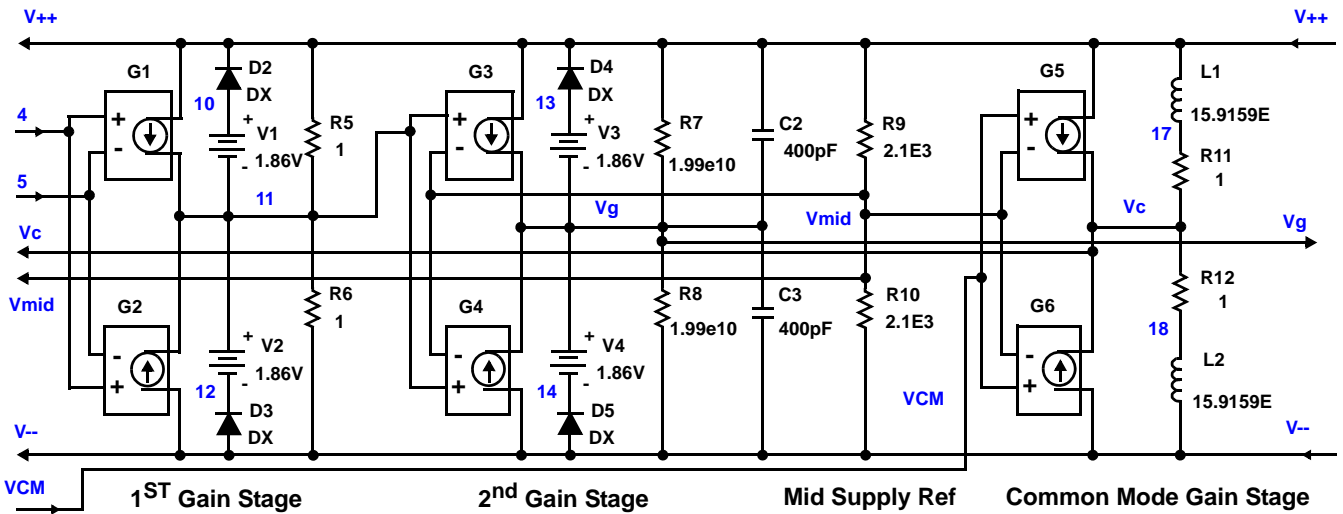 V++
V++
G1
D2
DX
10
+
V1
1.86V
-
R5
1
G3
D4
DX
13
+
V3
1.86V
-
R7
1.99e10
C2
400pF
R9
2.1E3
G5
L1
15.9159E
17
R11
1
4
5
+
-
+
-
+
-
11
Vg
Vmid
Vc
Vg
Vc
Vmid
G2
-
+
+
V2
1.86V
-
12
D3
DX
R6
1
G4
-
+
+
V4
1.86V
-
14
D5
DX
R8
1.99e10
C3
400pF
R10
2.1E3
VCM
G6
-
+
R12
1
18
L2
15.9159E
V--
V--
VCM
1ST Gain Stage
2nd Gain Stage
Mid Supply Ref
Common Mode Gain Stage